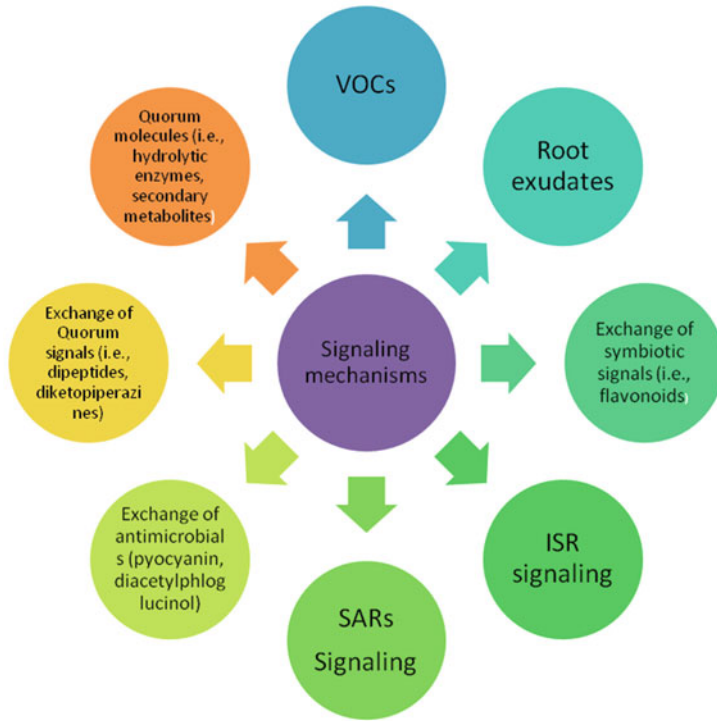 VOCs
Root
exudates
Exchange of
symbiotic
signals (i.e.,
flavonoids)
ISR
signaling
SARs
Signaling
Exchange of
antimicrobial
s (pyocyanin,
diacetylphlog
lucinol)
Exchange of
Quorum
signals (i.e.,
dipeptides,
diketopiperazi
nes)
Quorum
molecules (i.e.,
hydrolytic
enzymes,
secondary
metabolites)
Signaling
mechanisms